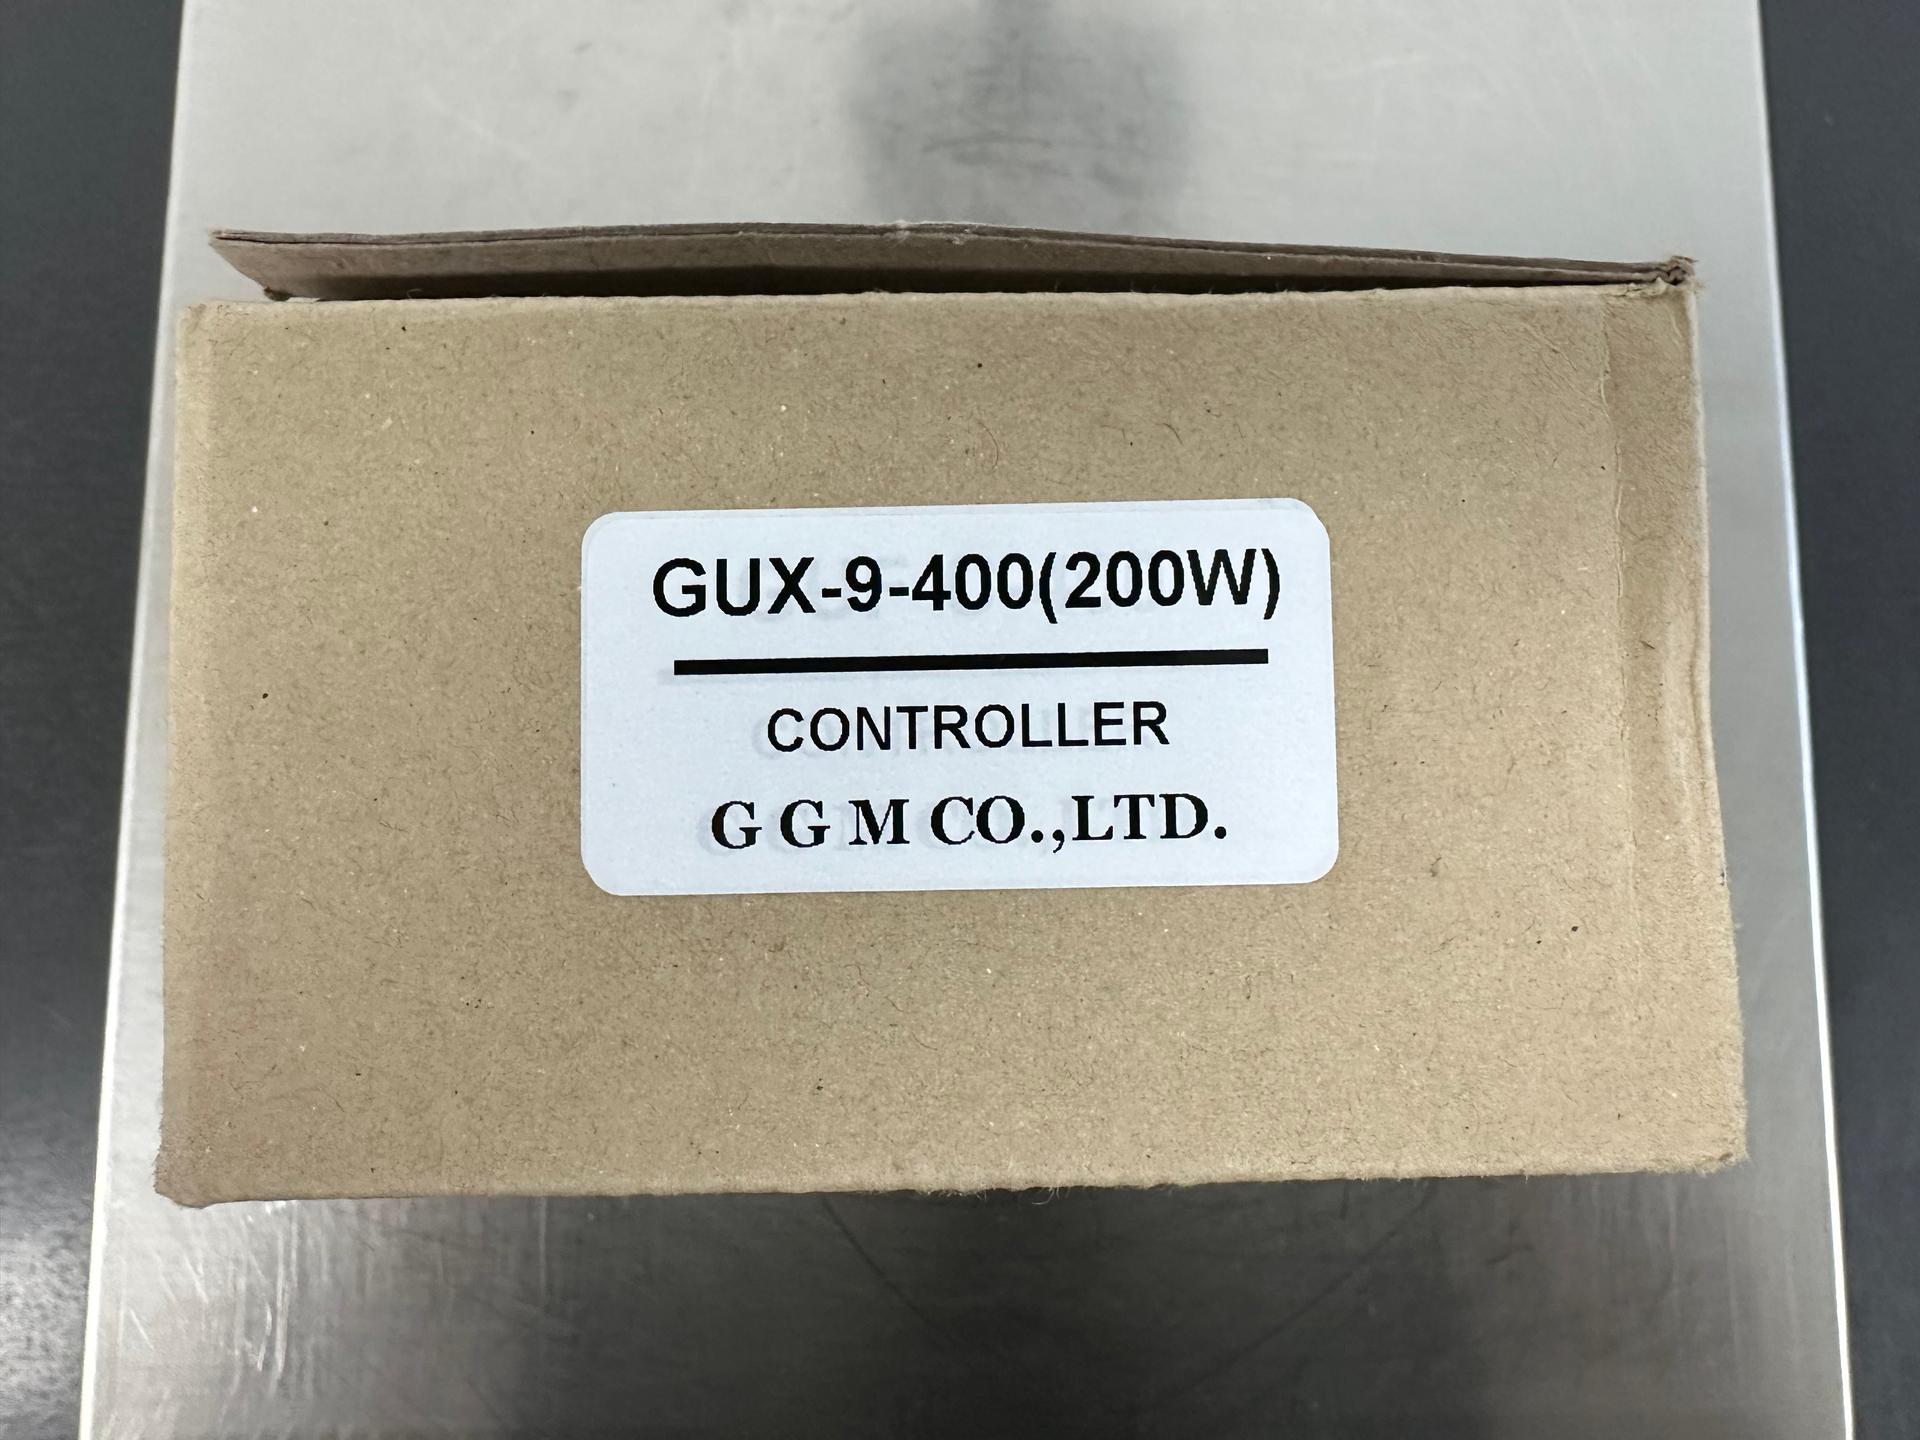 GUX-9-400(200W)
CONTROLLER
G G M CO.,LTD.